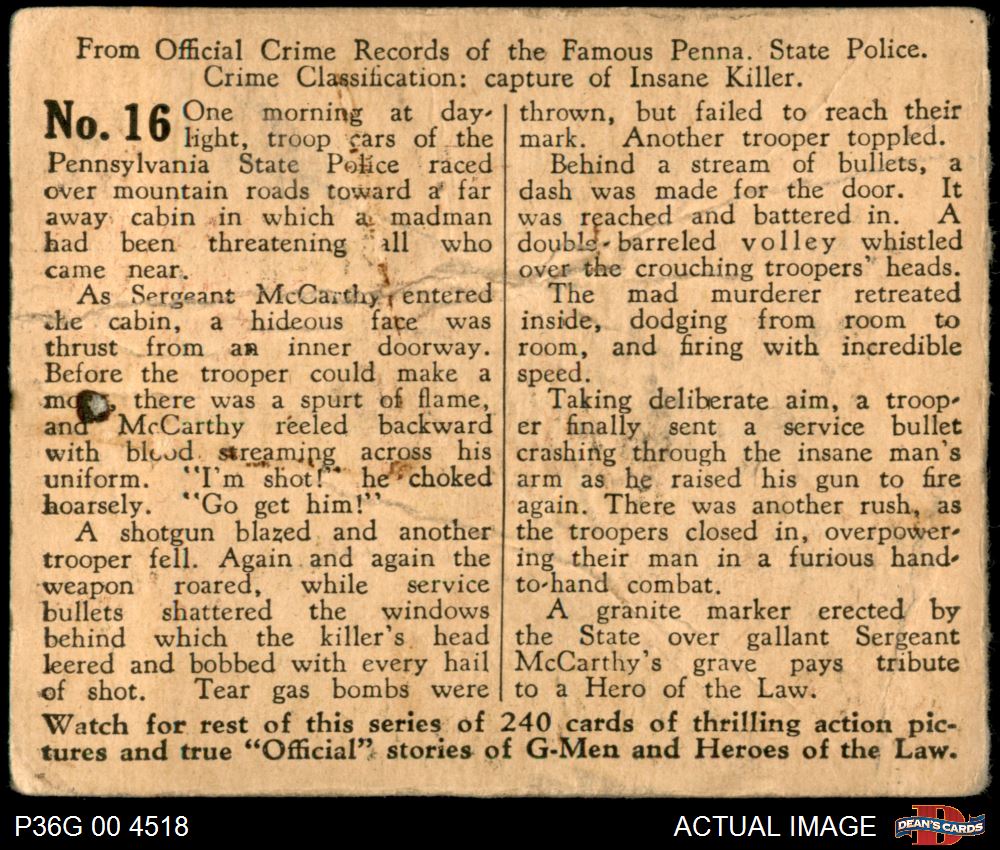 From Official Crime Records of the Famous Penna. State Police.
Crime Classification: capture of Insane Killer.
No. 16 One morning at day-
light, troop cars of the
Pennsylvania State Police raced
over mountain roads toward a far
away cabin in which a madman
had been threatening all who
came near.
As Sergeant McCarthy entered
the cabin, a hideous face was
thrust from an inner doorway.
Before the trooper could make a
there was a spurt of flame,
and McCarthy reeled backward
with blood streaming across his
uniform. "I'm shot!" he choked
hoarsely. "Go get him!"
A shotgun blazed and another
trooper fell. Again and again the
weapon roared, while service
bullets shattered the windows
behind which the killer's head
leered and bobbed with every hail
of shot. Tear gas bombs were
thrown, but failed to reach their
mark. Another trooper toppled.
Behind a stream of bullets, a
dash was made for the door. It
was reached and battered in. A
double-barreled volley whistled
over the crouching troopers' heads.
The mad murderer retreated
inside, dodging from room to
room, and firing with incredible
speed.
Taking deliberate aim, a troop-
er finally sent a service bullet
crashing through the insane man's
arm as he raised his gun to fire
again. There was another rush, as
the troopers closed in, overpower-
ing their man in a furious hand-
to-hand combat.
A granite marker erected by
the State over gallant Sergeant
McCarthy's grave pays tribute
to a Hero of the Law.
Watch for rest of this series of 240 cards of thrilling action pic-
tures and true "Official" stories of G-Men and Heroes of the Law.
P36G 00 4518
ACTUAL IMAGE
DEAN'S CARDS